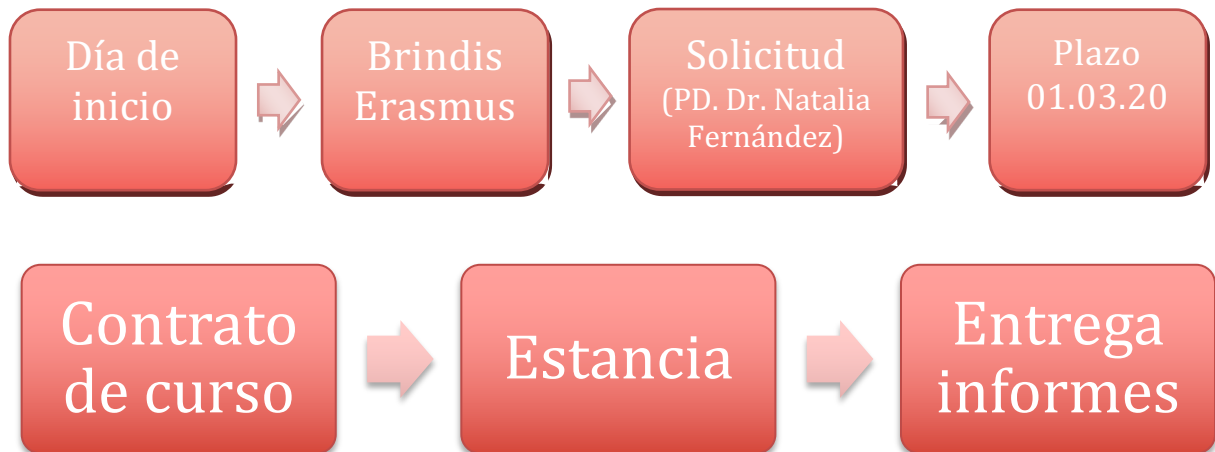 Día de
inicio
Brindis
Erasmus
Solicitud
(PD. Dr. Natalia
Fernández)
Plazo
01.03.20
Contrato
de curso
Estancia
Entrega
informes